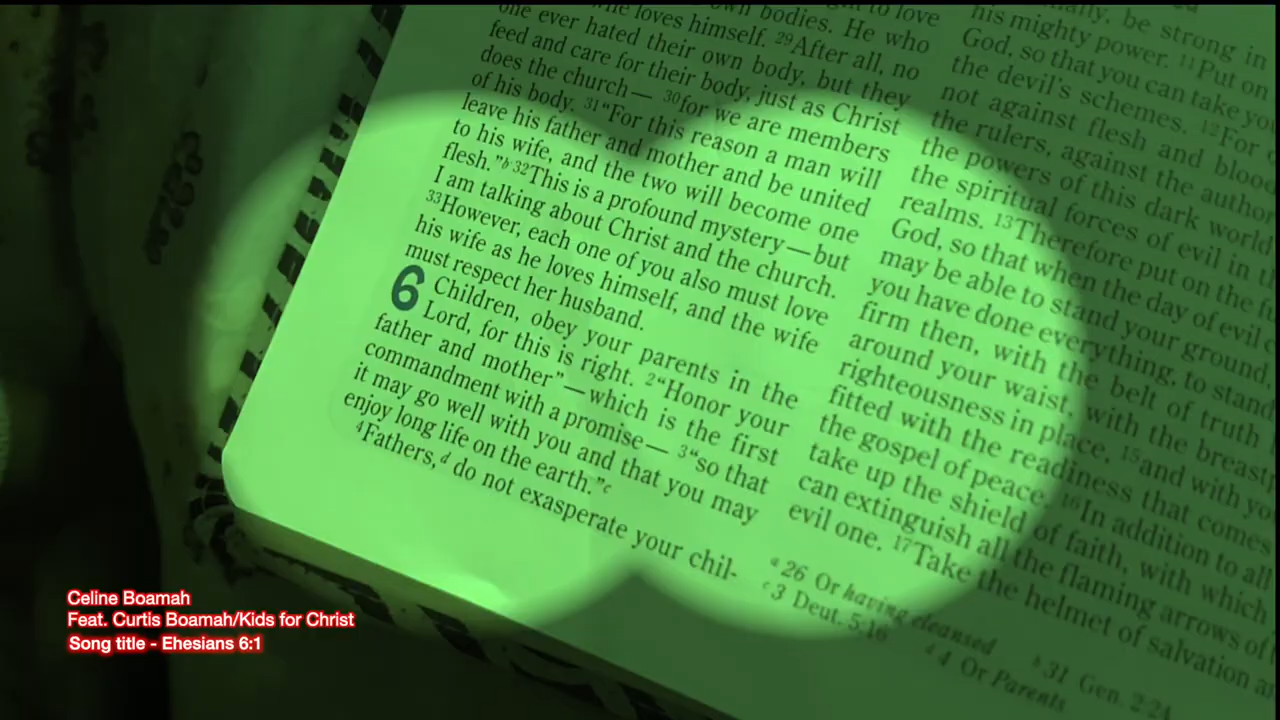 one ever hated their own body, but they
feed and care for their body, just as Christ
does the church— 30for we are members
of his body. 31“For this reason a man will
leave his father and mother and be united
to his wife, and the two will become one
flesh.”b 32This is a profound mystery—but
I am talking about Christ and the church.
33However, each one of you also must love
his wife as he loves himself, and the wife
must respect her husband.
6 Children, obey your parents in the
Lord, for this is right. 2“Honor your
father and mother”—which is the first
commandment with a promise— 3“so that
it may go well with you and that you may
enjoy long life on the earth.”c
4Fathers,d do not exasperate your chil-
be strong in
his mighty power. 11Put on
God, so that you can take
the devil's schemes. 12For
not against flesh and blood
the rulers, against the
the powers of this dark world
the spiritual forces of evil in
realms. 13Therefore put on the
God, so that when the day of evil
may be able to stand your ground,
you have done everything, to stand
firm then, with the belt of truth
around your waist, with the
righteousness in place, 15and with
fitted with the readiness that comes
the gospel of peace. 16In addition to all
take up the shield of faith, with which
can extinguish all the flaming arrows of
evil one. 17Take the helmet of salvation
a 26 Or having cleansed
b 31 Gen. 2:24
c 3 Deut. 5:16
d 4 Or Parents
Celine Boamah
Feat. Curtis Boamah/Kids for Christ
Song title - Ehesians 6:1